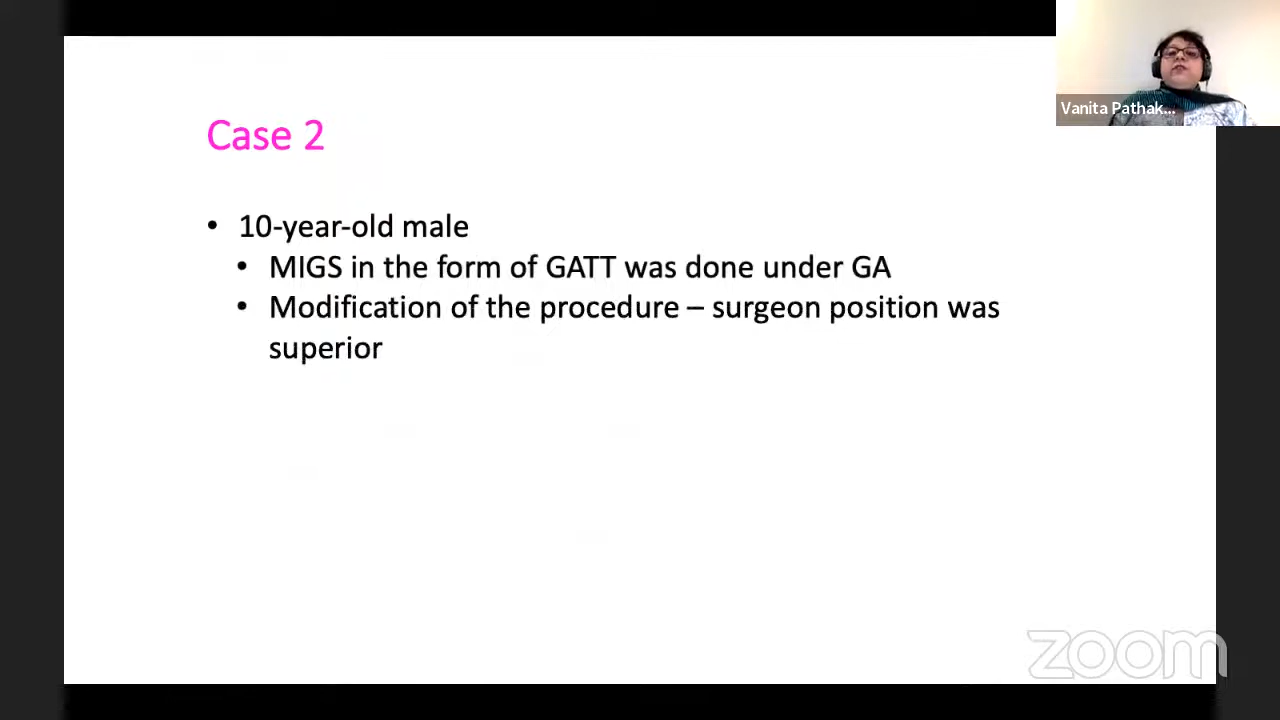 Vanita Pathak...
Case 2
• 10-year-old male
• MIGS in the form of GATT was done under GA
• Modification of the procedure – surgeon position was
superior
zoom